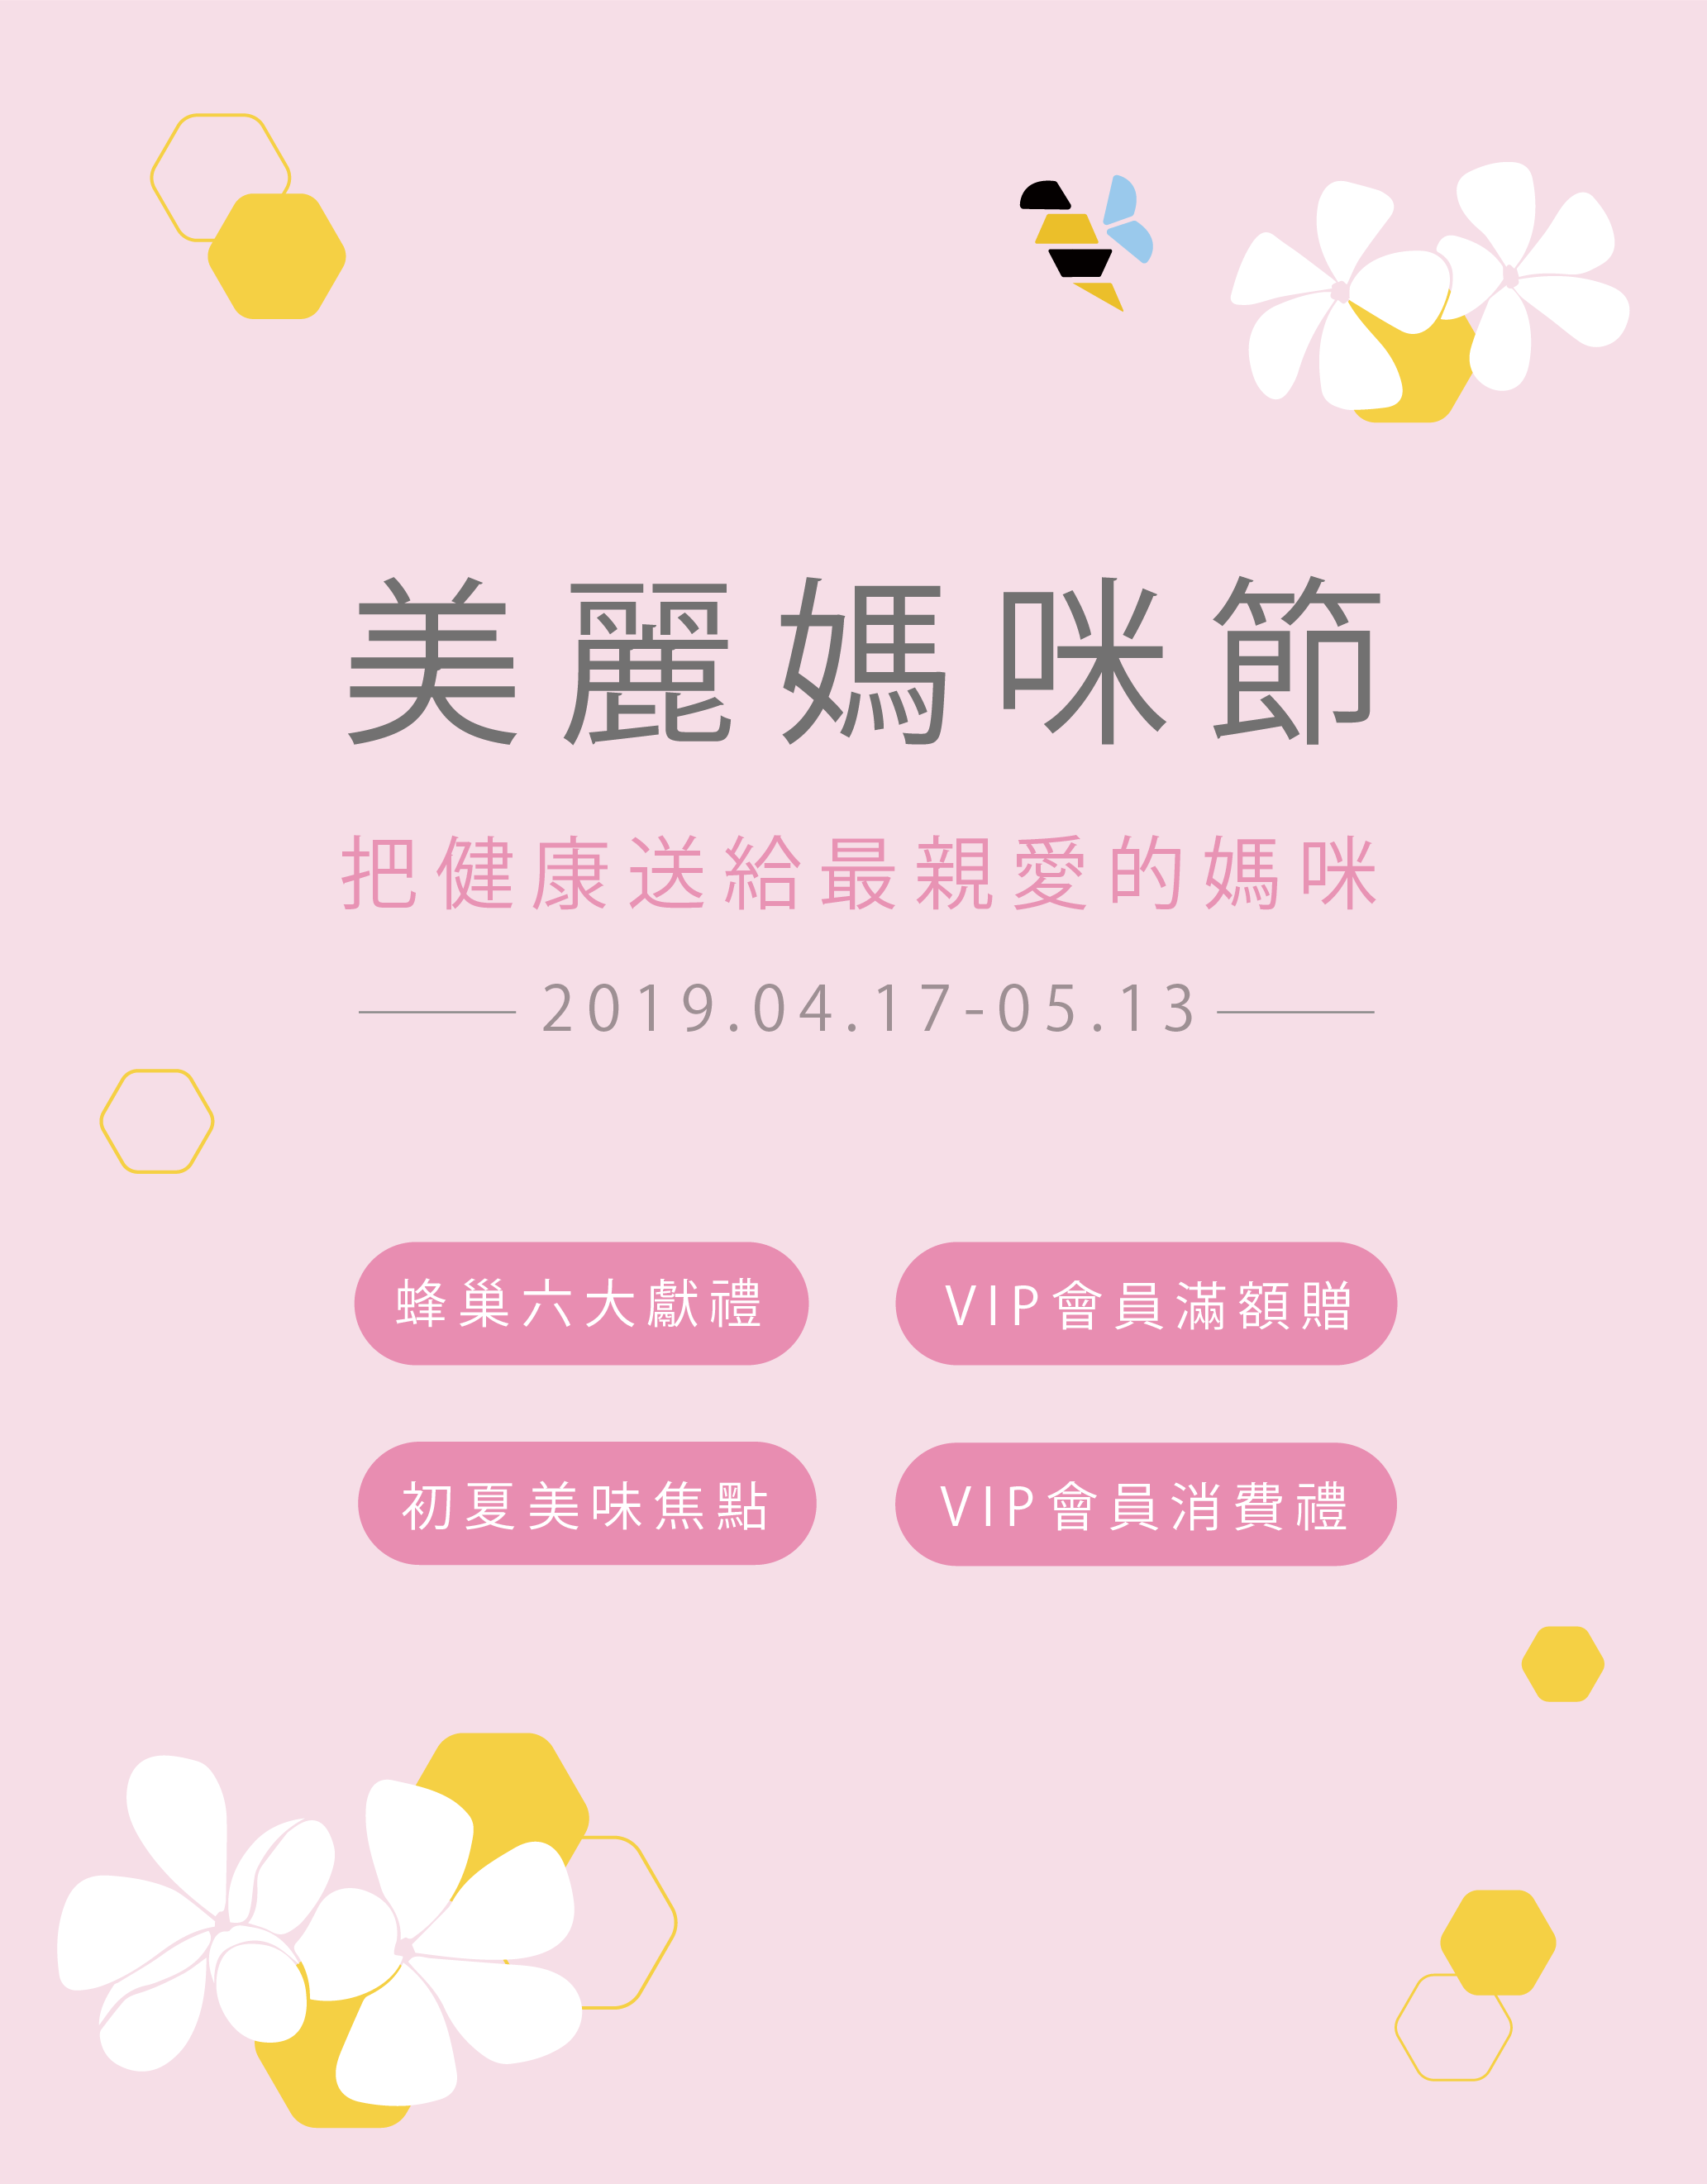 美麗媽咪節
把健康送給最親愛的媽咪
2019.04.17-05.13
蜂巢六大獻禮
VIP會員滿額贈
初夏美味焦點
VIP會員消費禮